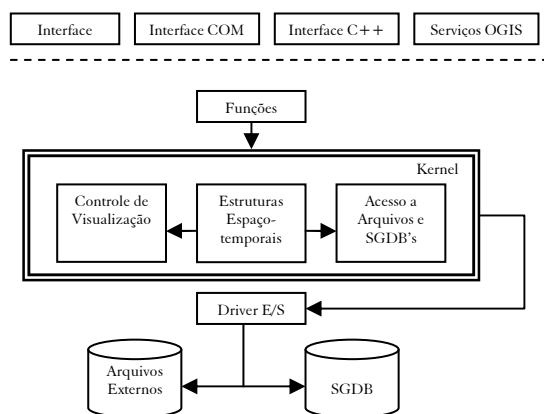 Interface
Interface COM
Interface C++
Serviços OGIS
Funções
Kernel
Controle de
Visualização
Estruturas
Espaço-
temporais
Acesso a
Arquivos e
SGDB's
Driver E/S
Arquivos
Externos
SGDB